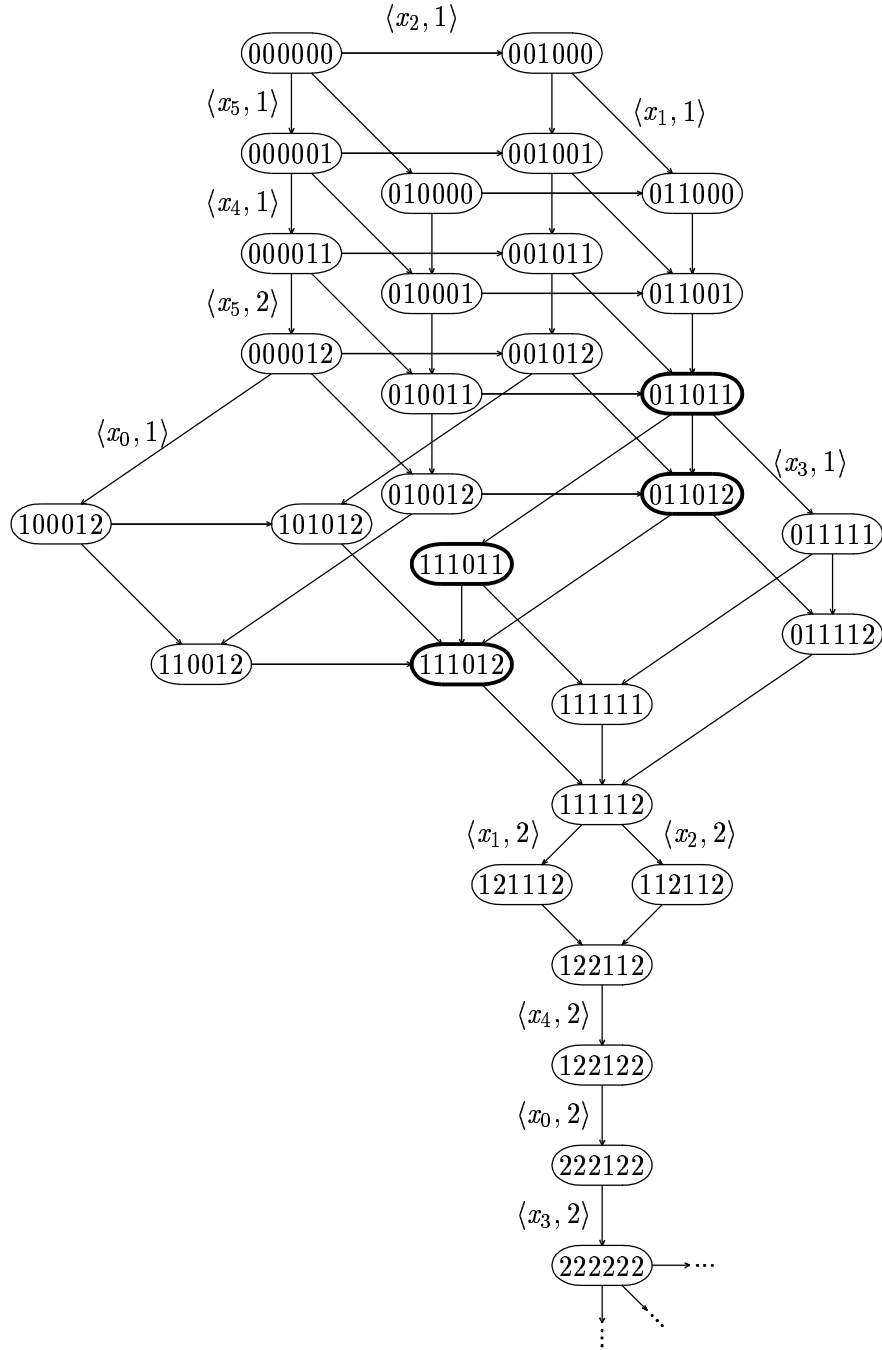 ⟨x₂, 1⟩
000000 001000
⟨x₅, 1⟩ ⟨x₁, 1⟩
000001 001001
010000 011000
⟨x₄, 1⟩
000011 001011
010001 011001
⟨x₅, 2⟩
000012 001012
010011 011011
⟨x₀, 1⟩ ⟨x₃, 1⟩
010012 011012
100012 101012 011111
111011
011112
110012 111012
111111
111112
⟨x₁, 2⟩ ⟨x₂, 2⟩
121112 112112
122112
⟨x₄, 2⟩
122122
⟨x₀, 2⟩
222122
⟨x₃, 2⟩
222222 ...